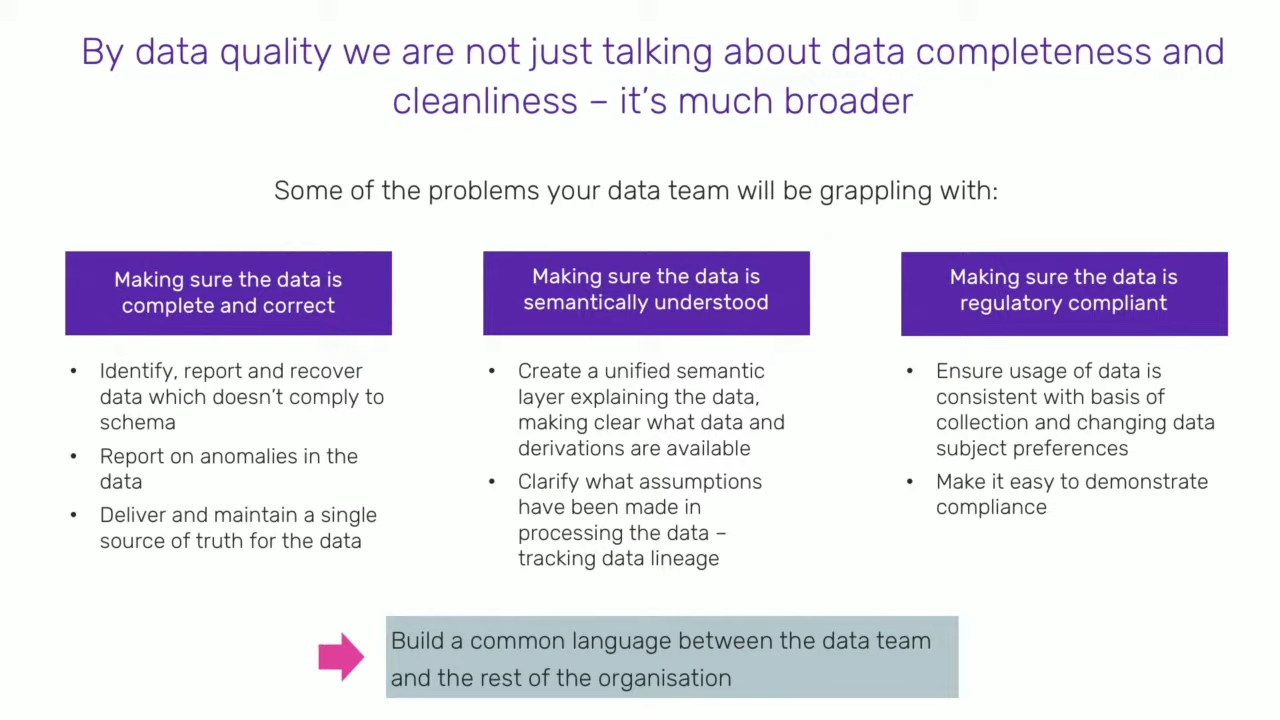 By data quality we are not just talking about data completeness and
cleanliness – it's much broader
Some of the problems your data team will be grappling with:
Making sure the data is
complete and correct
• Identify, report and recover
data which doesn't comply to
schema
• Report on anomalies in the
data
• Deliver and maintain a single
source of truth for the data
Making sure the data is
semantically understood
• Create a unified semantic
layer explaining the data,
making clear what data and
derivations are available
• Clarify what assumptions
have been made in
processing the data –
tracking data lineage
Making sure the data is
regulatory compliant
• Ensure usage of data is
consistent with basis of
collection and changing data
subject preferences
• Make it easy to demonstrate
compliance
Build a common language between the data team
and the rest of the organisation